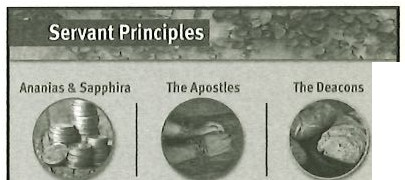 Servant Principles
Ananias & Sapphira
The Apostles
The Deacons